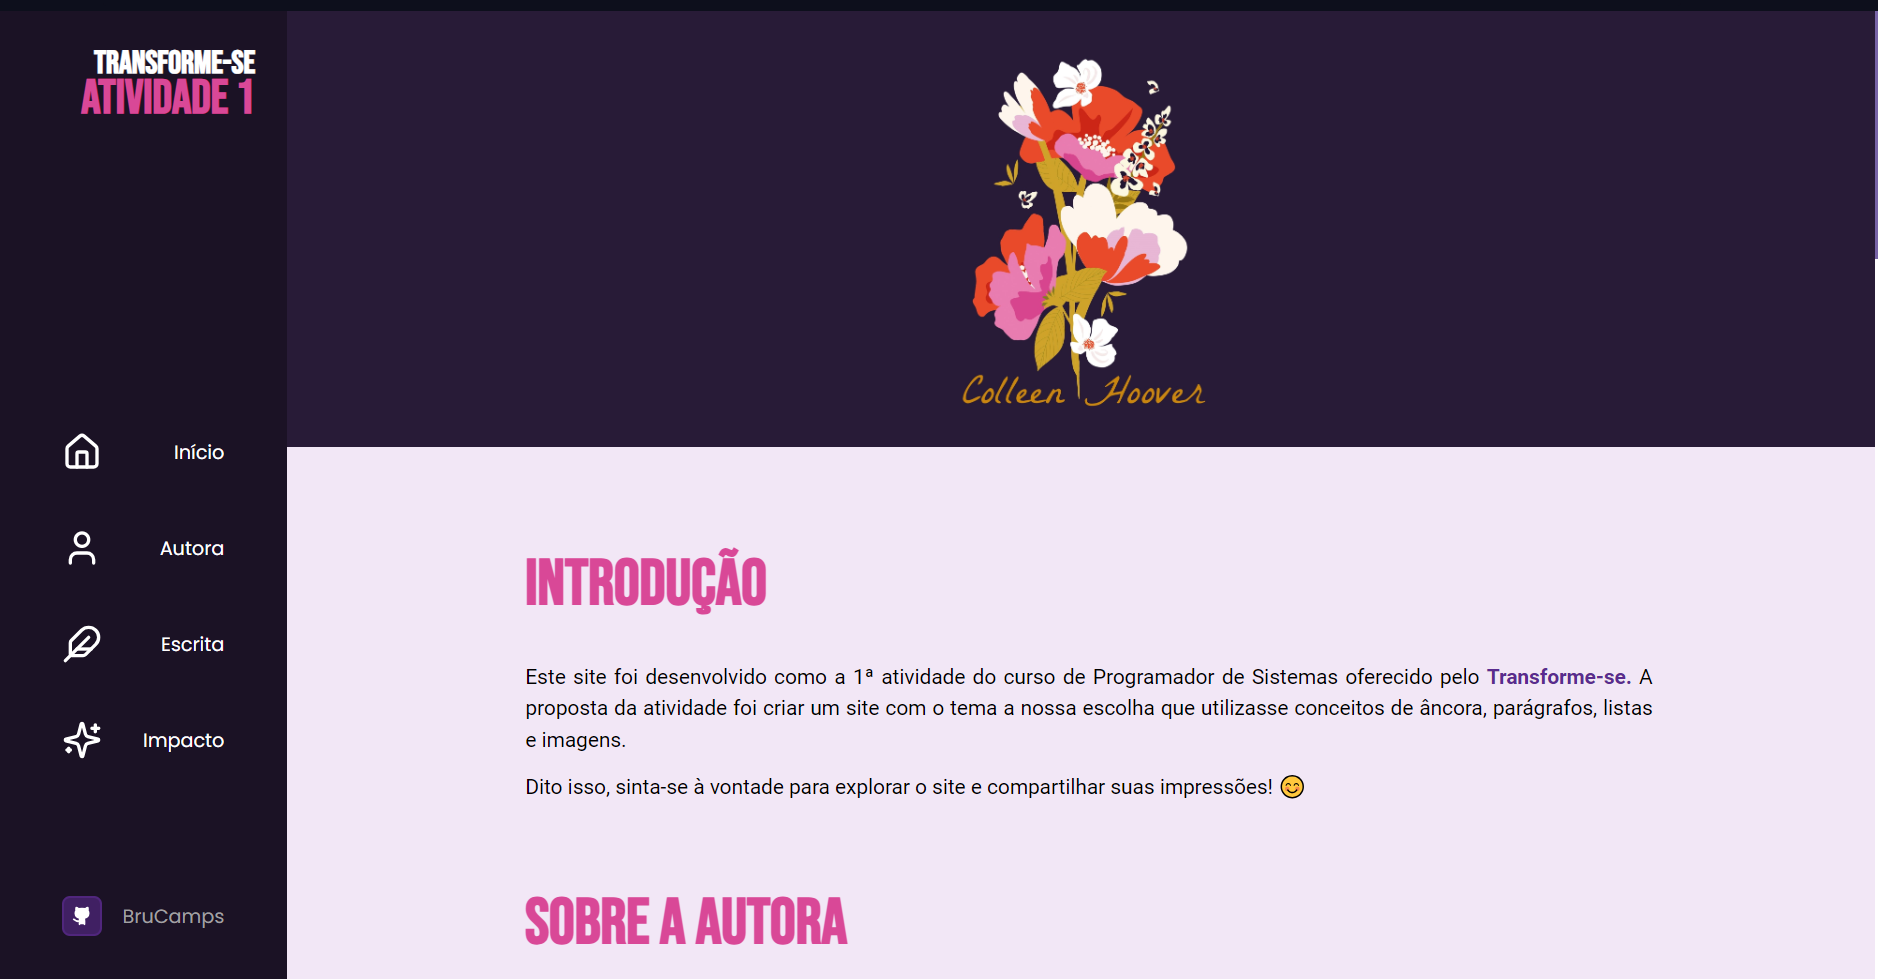 TRANSFORME-SE
ATIVIDADE 1
Início
Autora
Escrita
Impacto
BruCamps
Colleen Hoover
INTRODUÇÃO
Este site foi desenvolvido como a 1ª atividade do curso de Programador de Sistemas oferecido pelo Transforme-se. A
proposta da atividade foi criar um site com o tema a nossa escolha que utilizasse conceitos de âncora, parágrafos, listas
e imagens.
Dito isso, sinta-se à vontade para explorar o site e compartilhar suas impressões! 😊
SOBRE A AUTORA